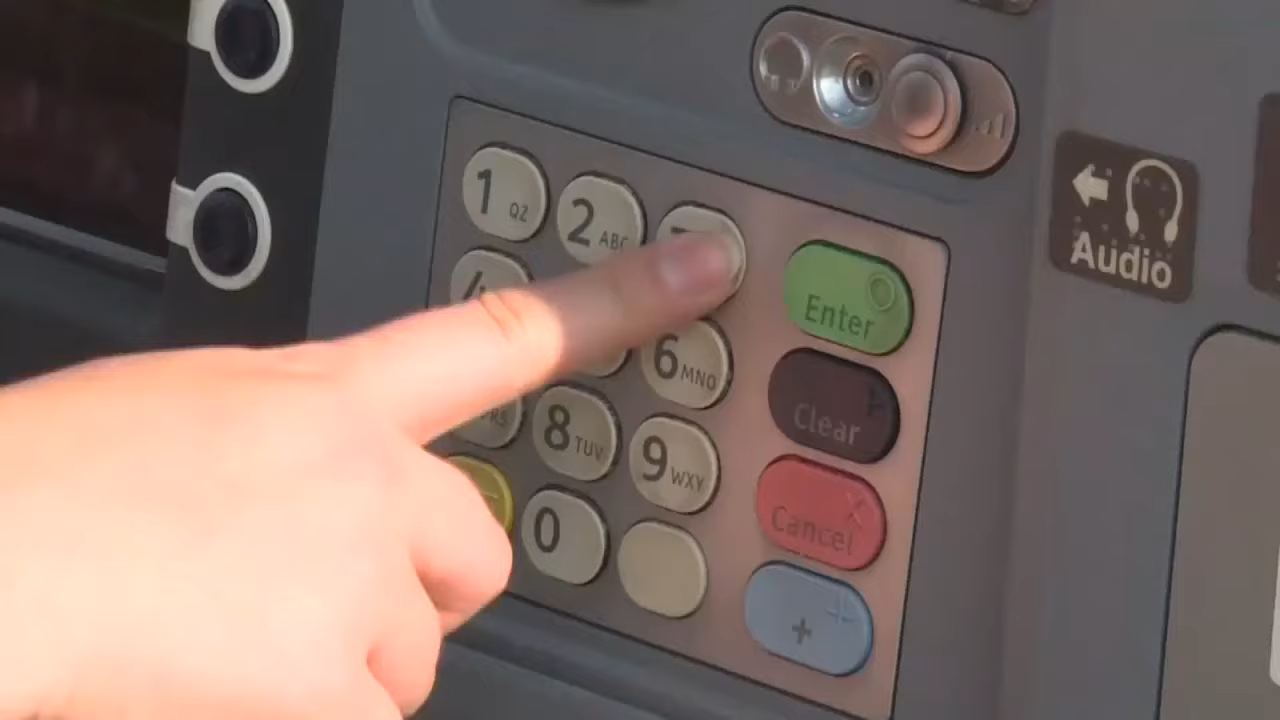 1 QZ
2 ABC
Enter
6 MNO
Clear
8 TUV
9 WXY
Cancel
0
+
Audio